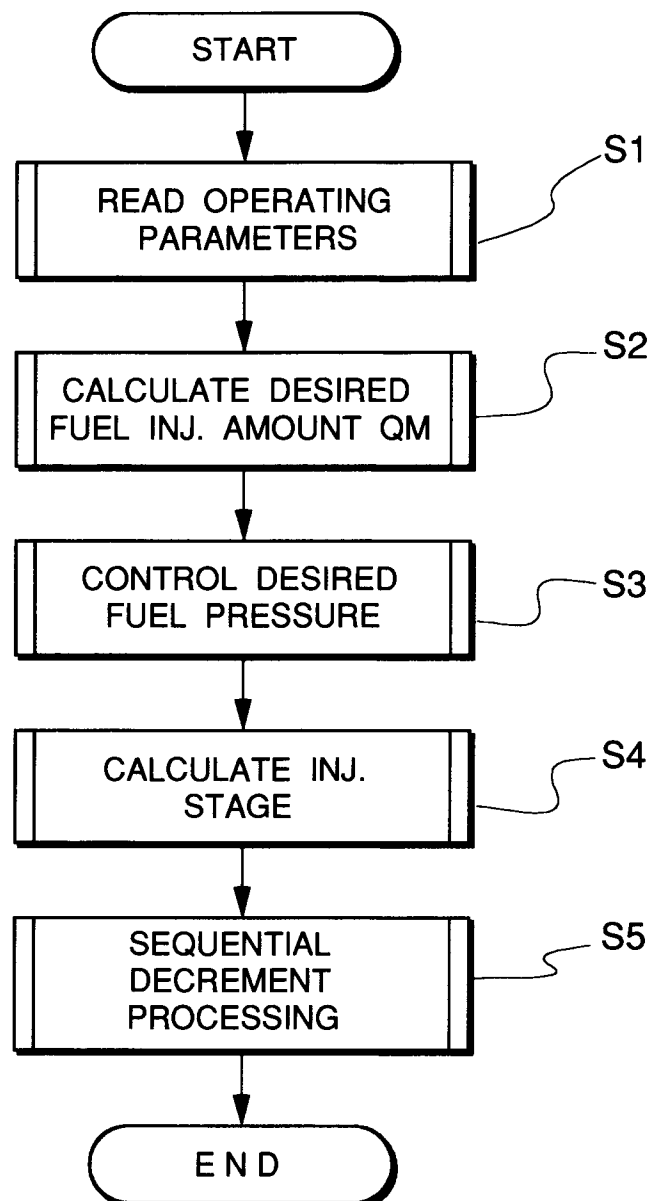 START
S1
READ OPERATING
PARAMETERS
S2
CALCULATE DESIRED
FUEL INJ. AMOUNT QM
S3
CONTROL DESIRED
FUEL PRESSURE
S4
CALCULATE INJ.
STAGE
S5
SEQUENTIAL
DECREMENT
PROCESSING
END